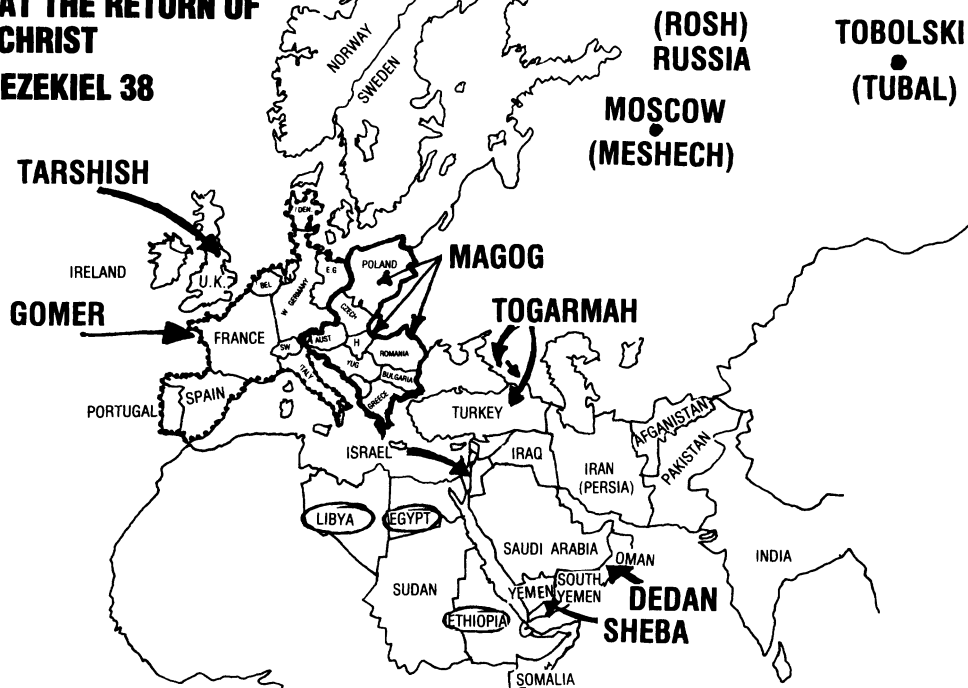 AT THE RETURN OF
CHRIST
EZEKIEL 38
(ROSH)
RUSSIA
TOBOLSKI
(TUBAL)
MOSCOW
(MESHECH)
NORWAY
SWEDEN
TARSHISH
DEN
IRELAND
U.K.
BEL
W GERMANY
E G
POLAND
MAGOG
GOMER
FRANCE
CZECH
TOGARMAH
SW
AUST
H
ROMANIA
YUG
ITALY
BULGARIA
GREECE
PORTUGAL
SPAIN
TURKEY
AFGANISTAN
PAKISTAN
ISRAEL
IRAQ
IRAN
(PERSIA)
LIBYA
EGYPT
SAUDI ARABIA
OMAN
INDIA
SUDAN
YEMEN
SOUTH
YEMEN
DEDAN
ETHIOPIA
SHEBA
SOMALIA